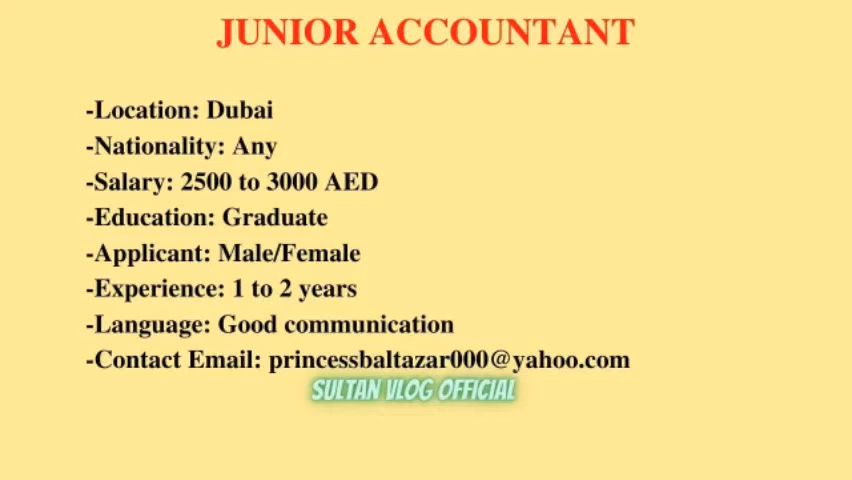 JUNIOR ACCOUNTANT
-Location: Dubai
-Nationality: Any
-Salary: 2500 to 3000 AED
-Education: Graduate
-Applicant: Male/Female
-Experience: 1 to 2 years
-Language: Good communication
-Contact Email: princessbaltazar000@yahoo.com
SULTAN VLOG OFFICIAL